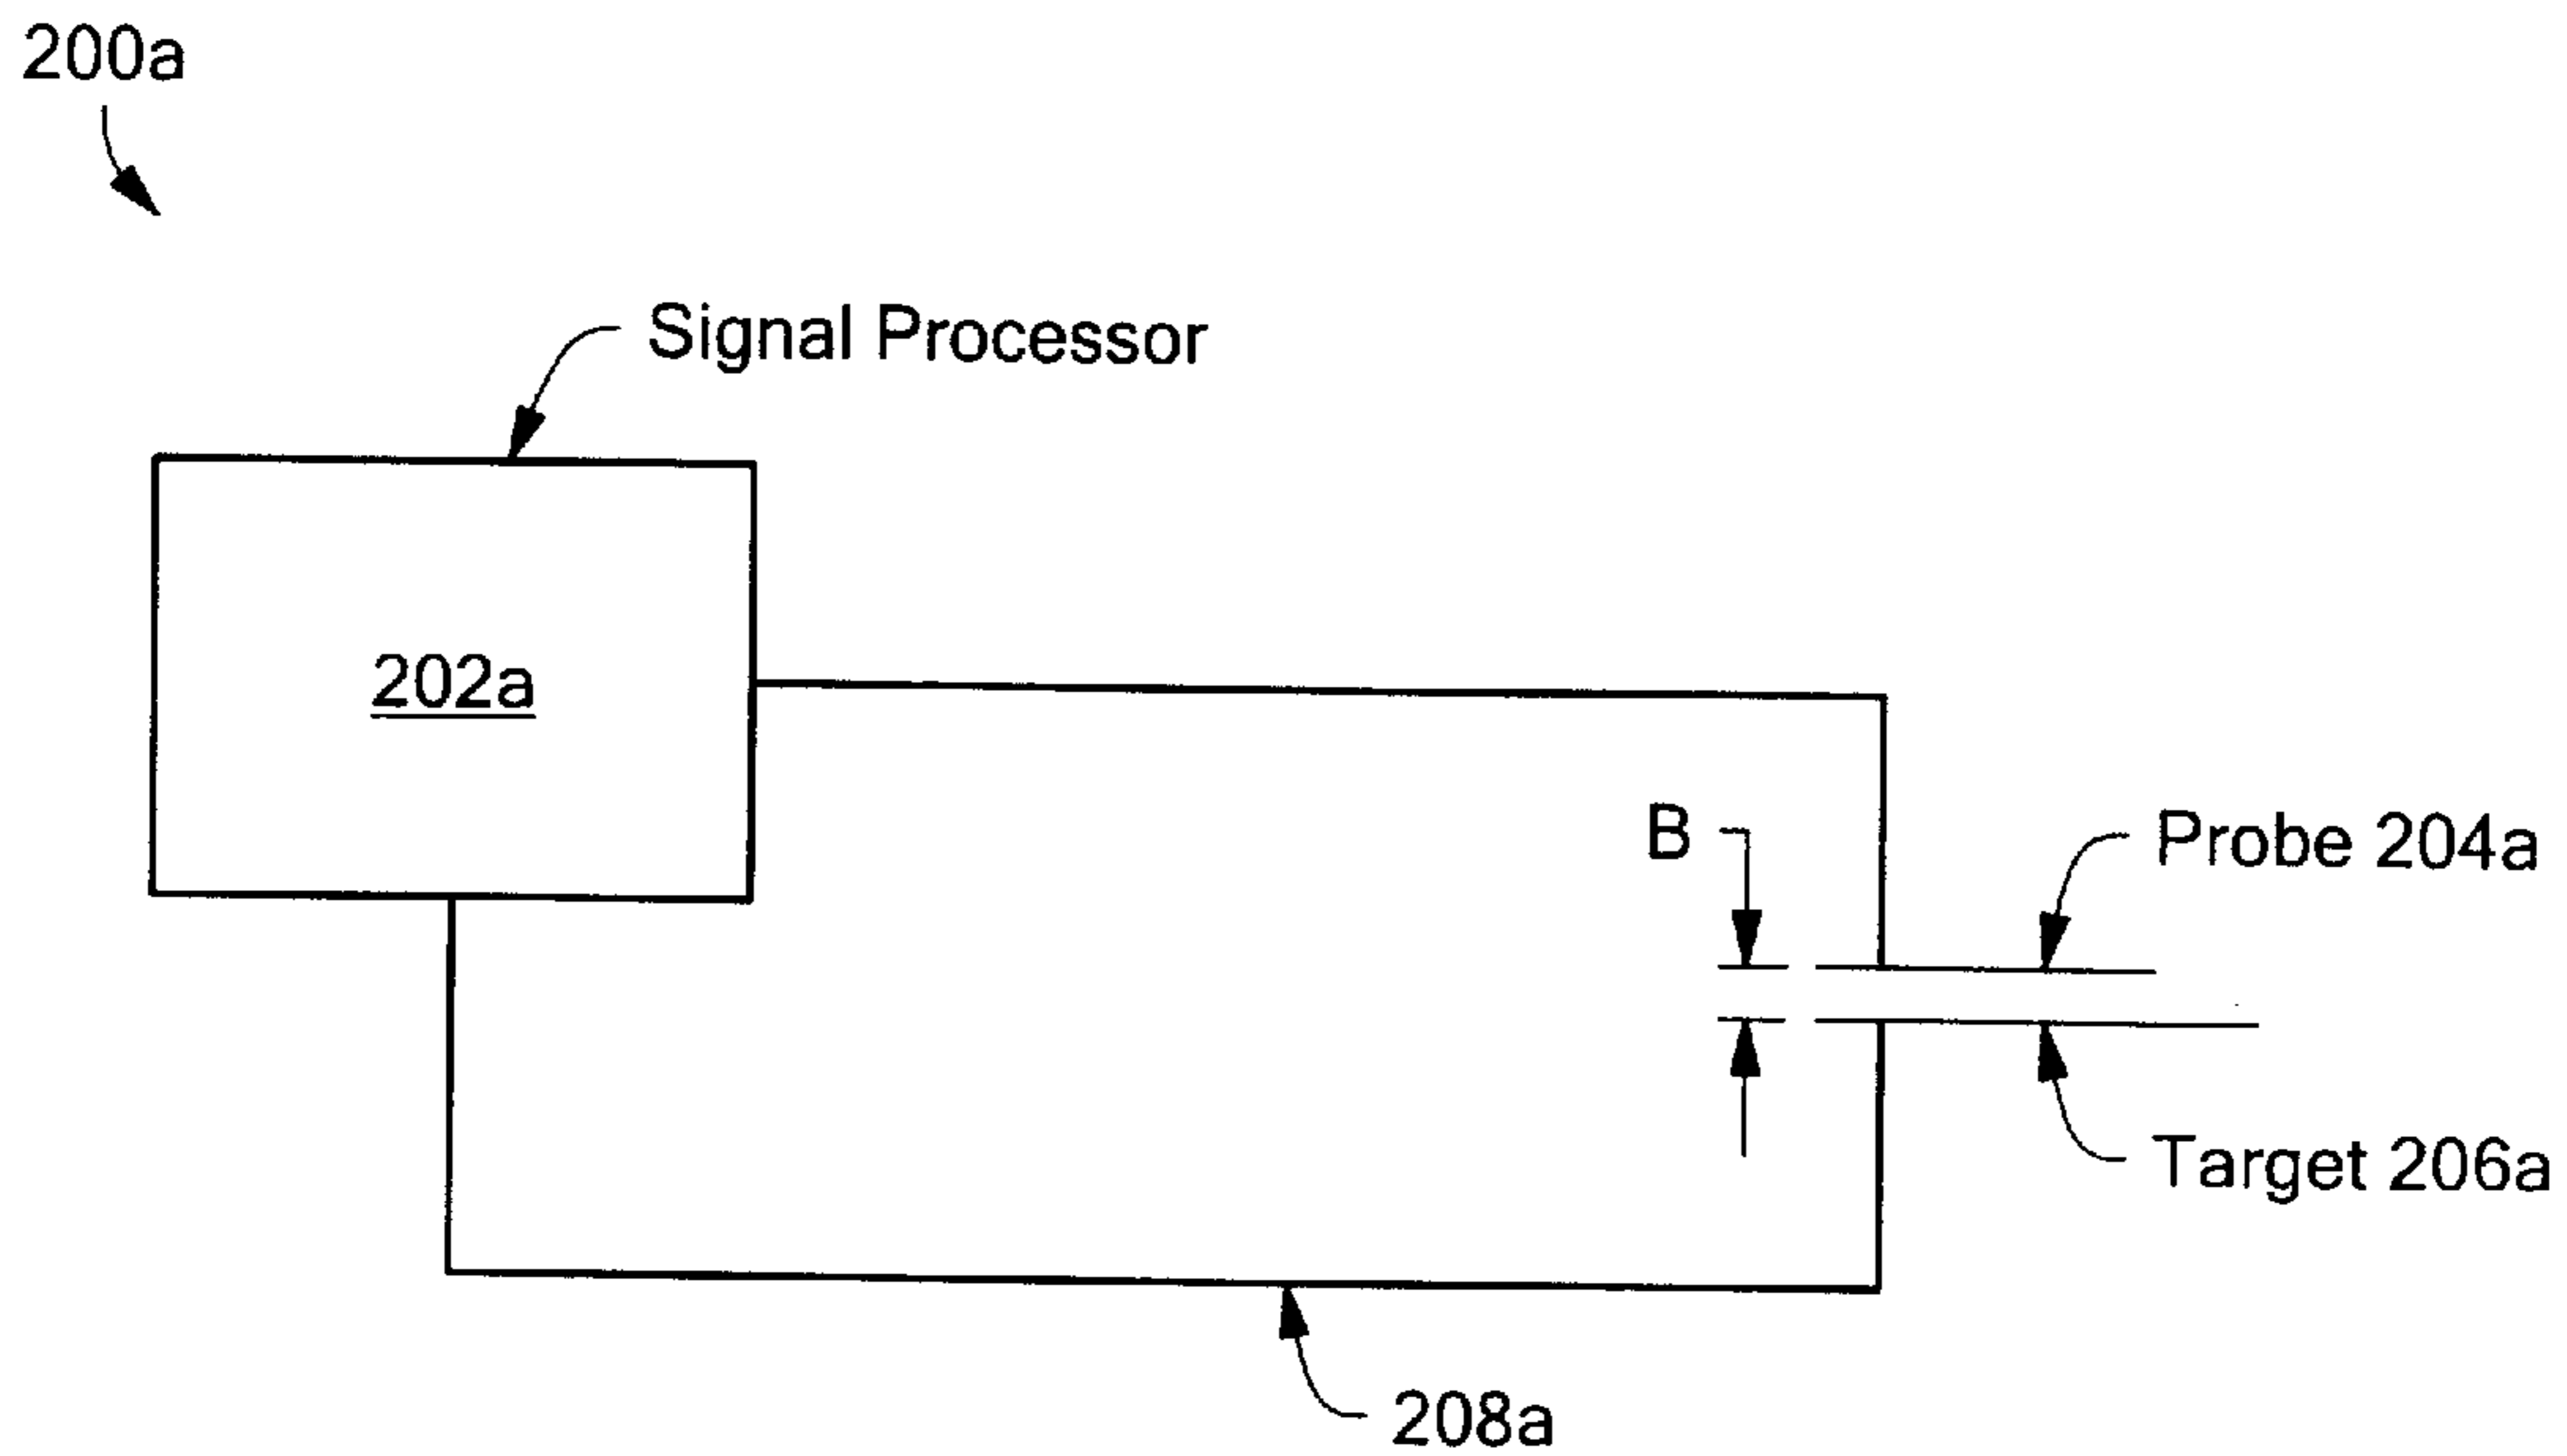 200a
Signal Processor
202a
B
Probe 204a
Target 206a
208a